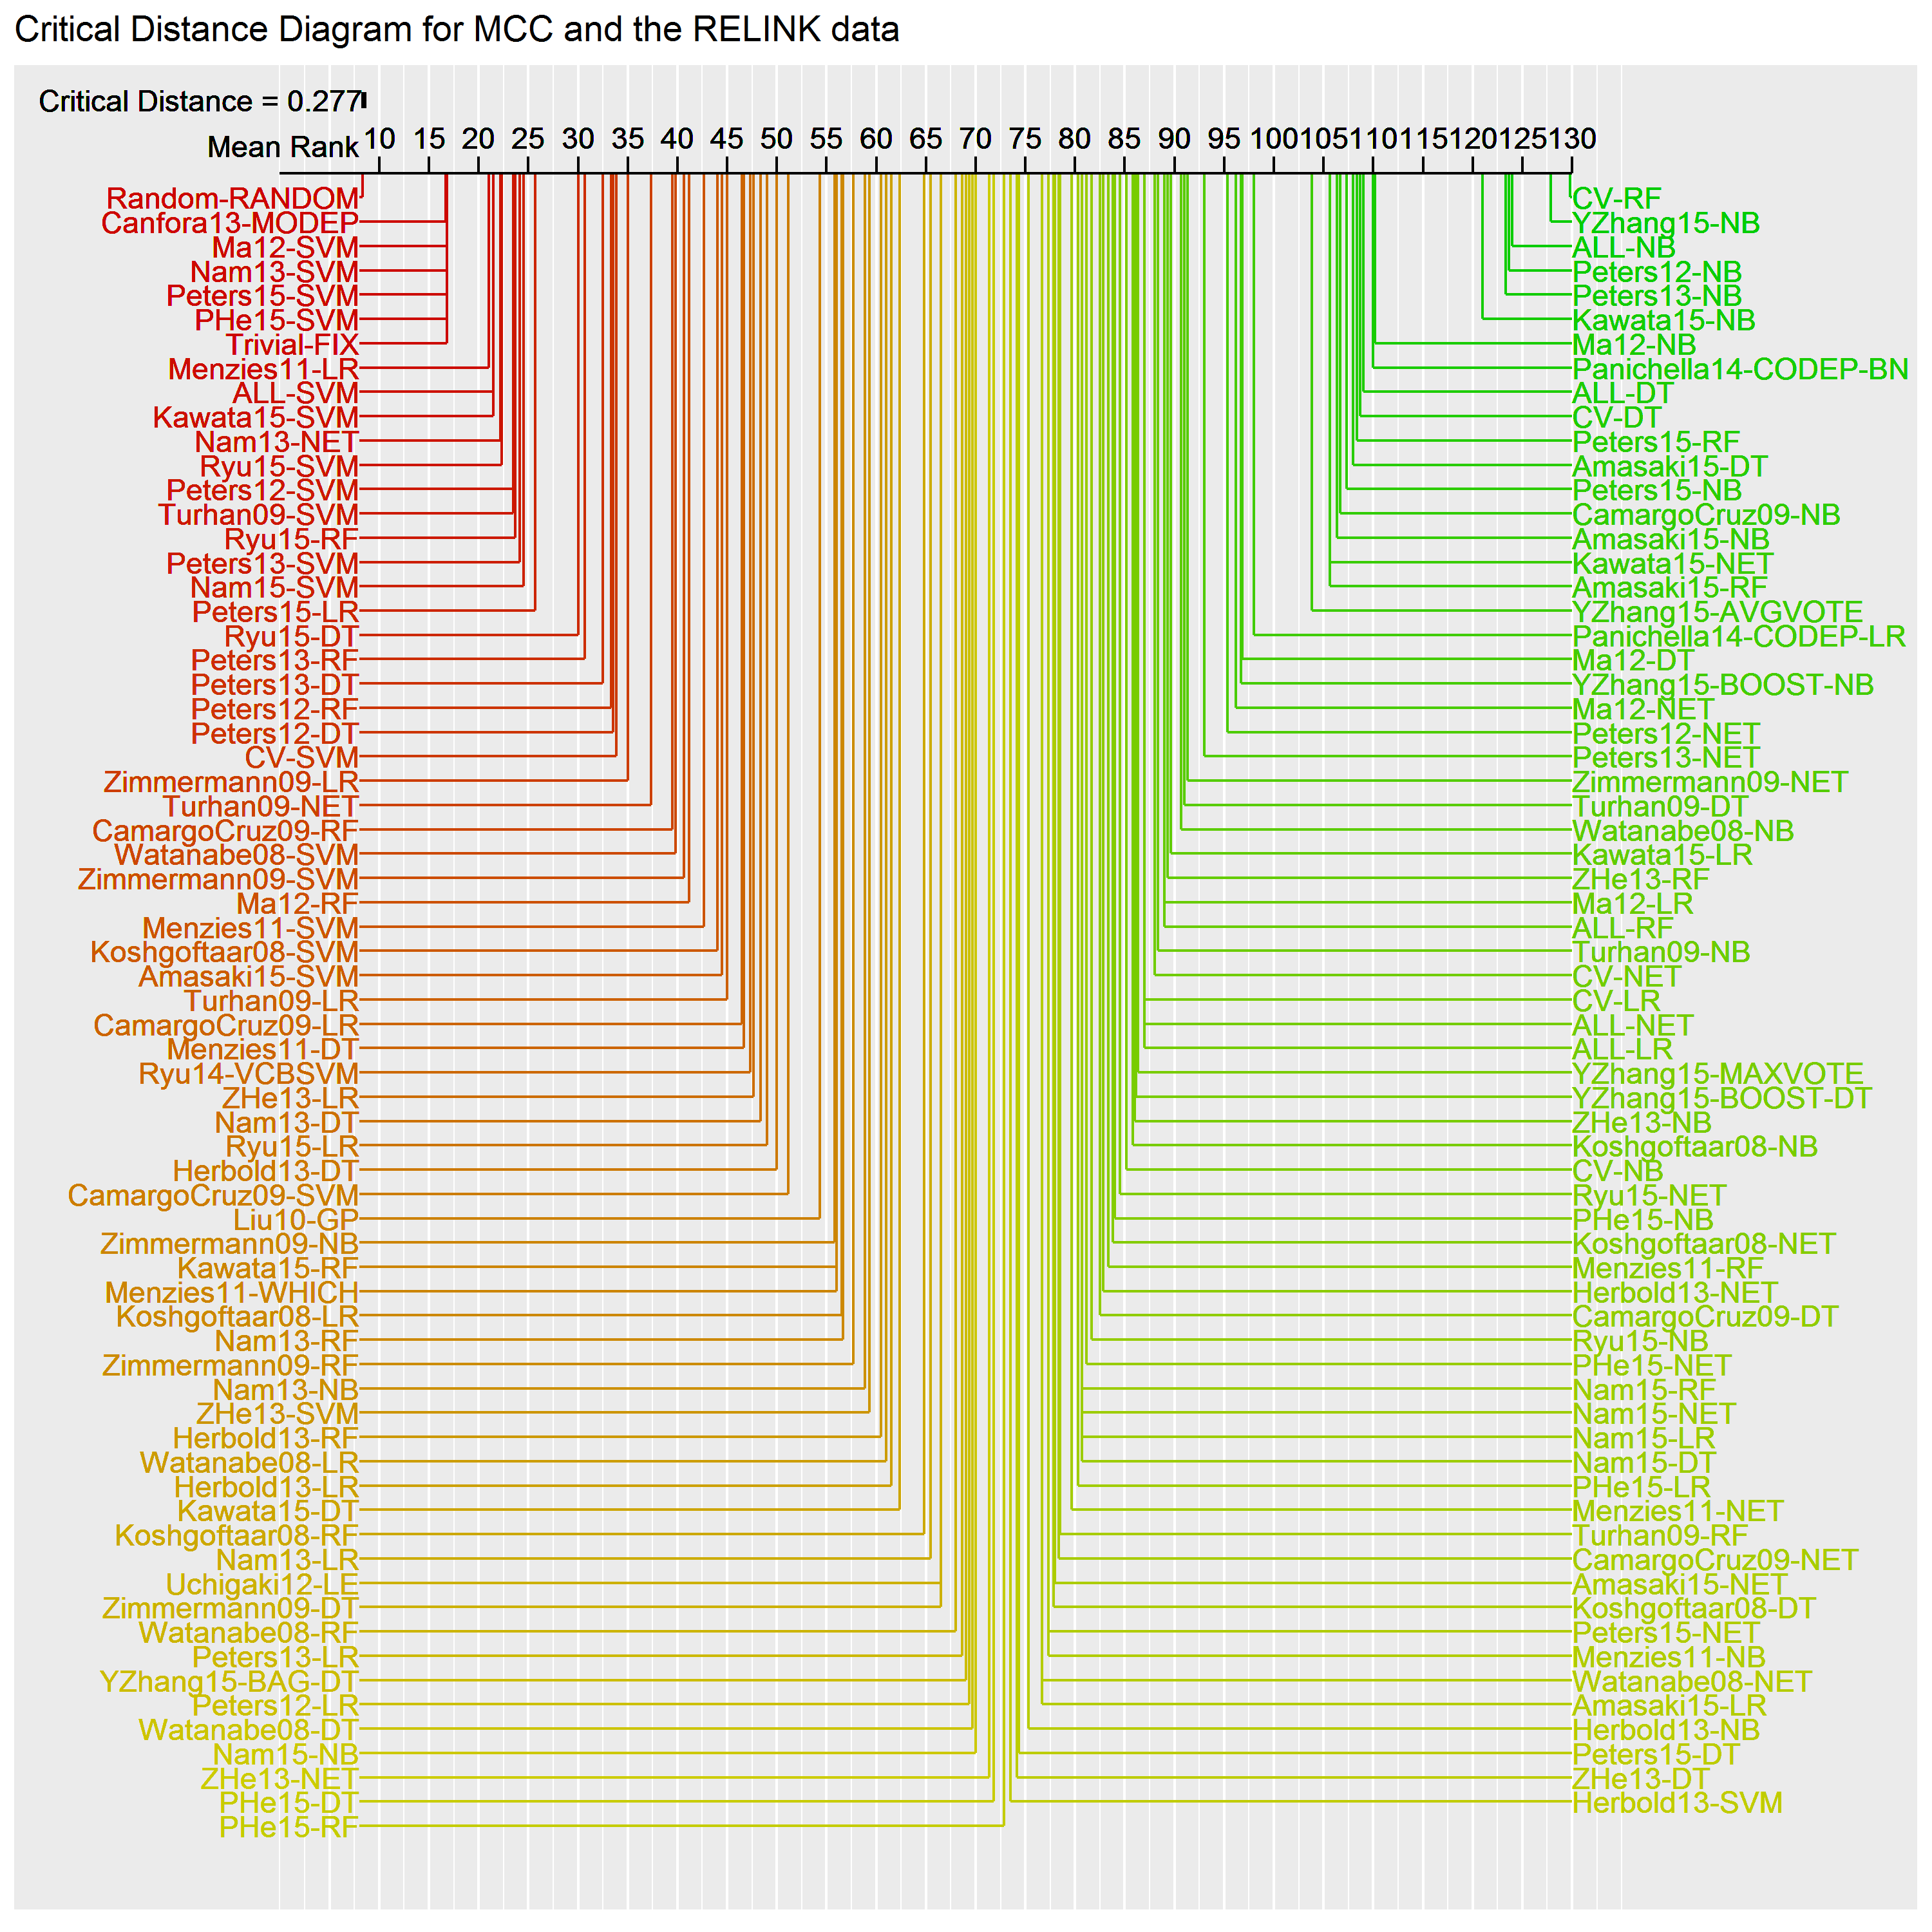 Critical Distance Diagram for MCC and the RELINK data
Critical Distance = 0.277
Mean Rank
10 15 20 25 30 35 40 45 50 55 60 65 70 75 80 85 90 95 100 105 110 115 120 125 130
Random-RANDOM CV-RF
Canfora13-MODEP YZhang15-NB
Ma12-SVM ALL-NB
Nam13-SVM Peters12-NB
Peters15-SVM Peters13-NB
PHe15-SVM Kawata15-NB
Trivial-FIX Ma12-NB
Menzies11-LR Panichella14-CODEP-BN
ALL-SVM ALL-DT
Kawata15-SVM CV-DT
Nam13-NET Peters15-RF
Ryu15-SVM Amasaki15-DT
Peters12-SVM Peters15-NB
Turhan09-SVM CamargoCruz09-NB
Ryu15-RF Amasaki15-NB
Peters13-SVM Kawata15-NET
Nam15-SVM Amasaki15-RF
Peters15-LR YZhang15-AVGVOTE
Ryu15-DT Panichella14-CODEP-LR
Peters13-RF Ma12-DT
Peters13-DT YZhang15-BOOST-NB
Peters12-RF Ma12-NET
Peters12-DT Peters12-NET
CV-SVM Peters13-NET
Zimmermann09-LR Zimmermann09-NET
Turhan09-NET Turhan09-DT
CamargoCruz09-RF Watanabe08-NB
Watanabe08-SVM Kawata15-LR
Zimmermann09-SVM ZHe13-RF
Ma12-RF Ma12-LR
Menzies11-SVM ALL-RF
Koshgoftaar08-SVM Turhan09-NB
Amasaki15-SVM CV-NET
Turhan09-LR CV-LR
CamargoCruz09-LR ALL-NET
Menzies11-DT ALL-LR
Ryu14-VCBSVM YZhang15-MAXVOTE
ZHe13-LR YZhang15-BOOST-DT
Nam13-DT ZHe13-NB
Ryu15-LR Koshgoftaar08-NB
Herbold13-DT CV-NB
CamargoCruz09-SVM Ryu15-NET
Liu10-GP PHe15-NB
Zimmermann09-NB Koshgoftaar08-NET
Kawata15-RF Menzies11-RF
Menzies11-WHICH Herbold13-NET
Koshgoftaar08-LR CamargoCruz09-DT
Nam13-RF Ryu15-NB
Zimmermann09-RF PHe15-NET
Nam13-NB Nam15-RF
ZHe13-SVM Nam15-NET
Herbold13-RF Nam15-LR
Watanabe08-LR Nam15-DT
Herbold13-LR PHe15-LR
Kawata15-DT Menzies11-NET
Koshgoftaar08-RF Turhan09-RF
Nam13-LR CamargoCruz09-NET
Uchigaki12-LE Amasaki15-NET
Zimmermann09-DT Koshgoftaar08-DT
Watanabe08-RF Peters15-NET
Peters13-LR Menzies11-NB
YZhang15-BAG-DT Watanabe08-NET
Peters12-LR Amasaki15-LR
Watanabe08-DT Herbold13-NB
Nam15-NB Peters15-DT
ZHe13-NET ZHe13-DT
PHe15-DT Herbold13-SVM
PHe15-RF